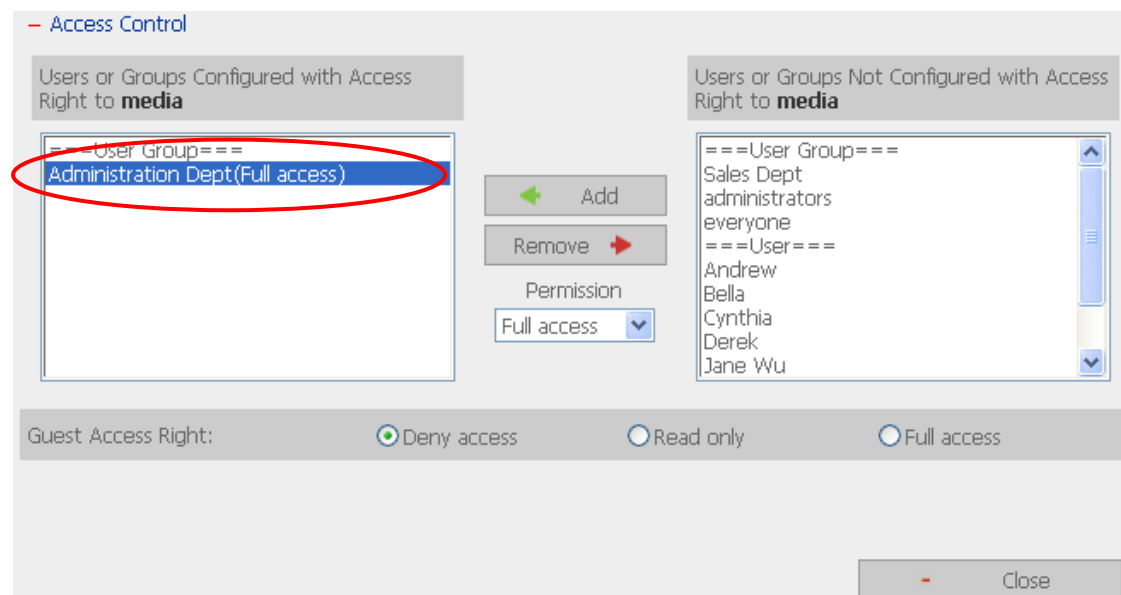 – Access Control
Users or Groups Configured with Access
Right to media
===User Group===
Administration Dept(Full access)
Add
Remove
Permission
Full access
Users or Groups Not Configured with Access
Right to media
===User Group===
Sales Dept
administrators
everyone
===User===
Andrew
Bella
Cynthia
Derek
Jane Wu
Guest Access Right: Deny access Read only Full access
– Close